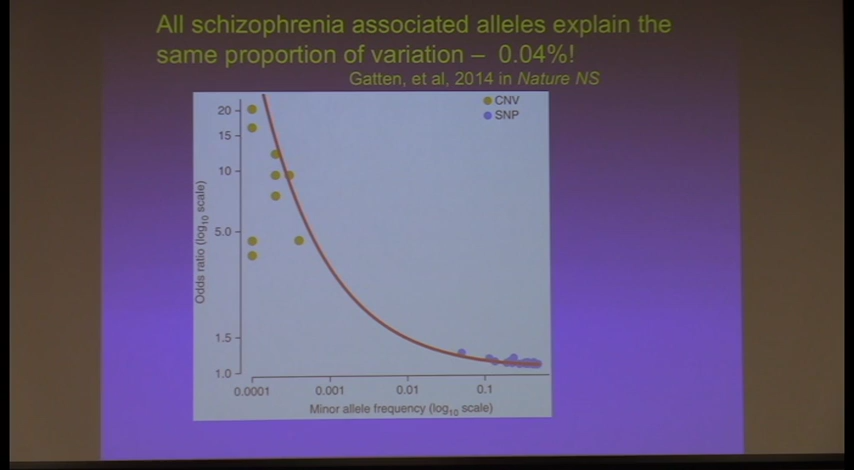 All schizophrenia associated alleles explain the
same proportion of variation – 0.04%!
Gatten, et al, 2014 in Nature NS
CNV
SNP
20
15
10
5.0
1.5
1.0
Odds ratio (log10 scale)
0.0001 0.001 0.01 0.1
Minor allele frequency (log10 scale)